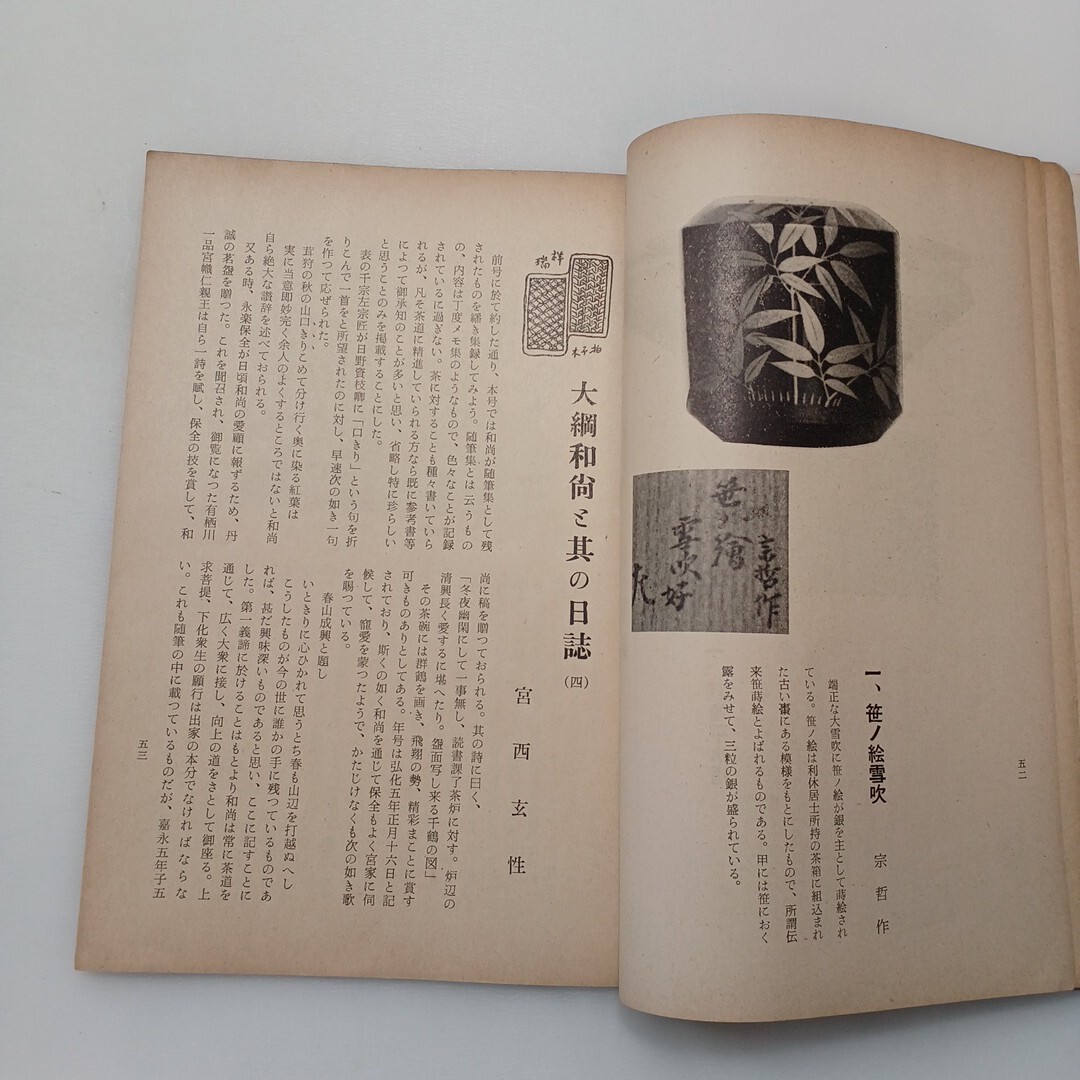 一、笹ノ絵雪吹
宗哲作
端正な大雪吹に笹ノ絵が銀を主として蒔絵され
ている。笹ノ絵は利休居士所持の茶箱に組込まれ
た古い棗にある模様をもとにしたもので、所謂伝
来笹蒔絵とよばれるものである。甲には笹におく
露をみせて、三粒の銀が盛られている。
五二
笹ノ繪
雪吹
好
宗哲作
祥瑞
大綱和尙と其の日誌(四)
宮西玄性
前号に於て約した通り、本号では和尚が随筆集として残
されたものを繙き集録してみよう。随筆集とは云うもの
の、内容は丁度メモ集のようなもので、色々なことが記録
されているに過ぎない。茶に対することも種々書いていら
れるが、凡そ茶道に精進していられる方なら既に参考書等
によつて御承知のことが多いと思い、省略し特に珍らしい
と思うことのみを掲載することにした。
表の千宗左宗匠が日野資枝卿に「口きり」という句を折
りこんで一首をと所望されたのに対し、早速次の如き一句
を作つて応ぜられた。
茸狩の秋の山口きりこめて分け行く奥に染る紅葉は
実に当意即妙完く余人のよくするところではないと和尚
自ら絶大な讃辞を述べておられる。
又ある時、永楽保全が日頃和尚の愛顧に報ずるため、丹
誠の茗盌を贈つた。これを聞召され、御覧になつた有栖川
一品宮幟仁親王は自ら一詩を賦し、保全の技を賞して、和
尚に稿を贈つておられる。其の詩に曰く、
「冬夜幽閑にして一事無し、読書課了茶炉に対す。炉辺の
清興長く愛するに堪へたり。盌面写し来る千鶴の図」
その茶碗には群鶴を画き、飛翔の勢、精彩まことに賞す
可きものありとしてある。年号は弘化五年正月十六日と記
されており、斯くの如く和尚を通じて保全もよく宮家に伺
候して、寵愛を蒙つたようで、かたじけなくも次の如き歌
を賜つている。
春山成興と題し
いときりに心ひかれて思うとち春も山辺を打越ぬへし
こうしたものが今の世に誰かの手に残つているものであ
れば、甚だ興味深いものであると思い、ここに記すことに
した。第一義諦に於けることはもとより和尚は常に茶道を
通じて、広く大衆に接し、向上の道をさとして御座る。上
求菩提、下化衆生の願行は出家の本分でなければならな
い。これも随筆の中に載つているものだが、嘉永五年子五
五三